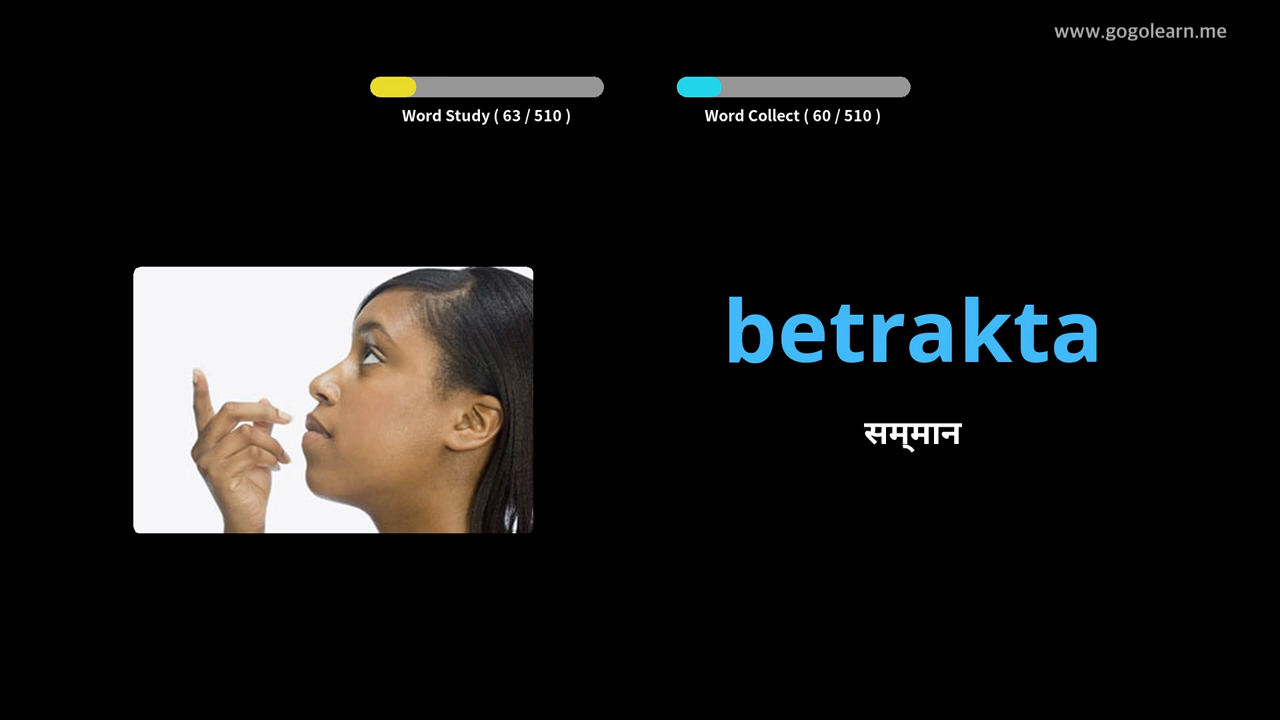 www.gogolearn.me
Word Study ( 63 / 510 )
Word Collect ( 60 / 510 )
betrakta
सम्‌मान